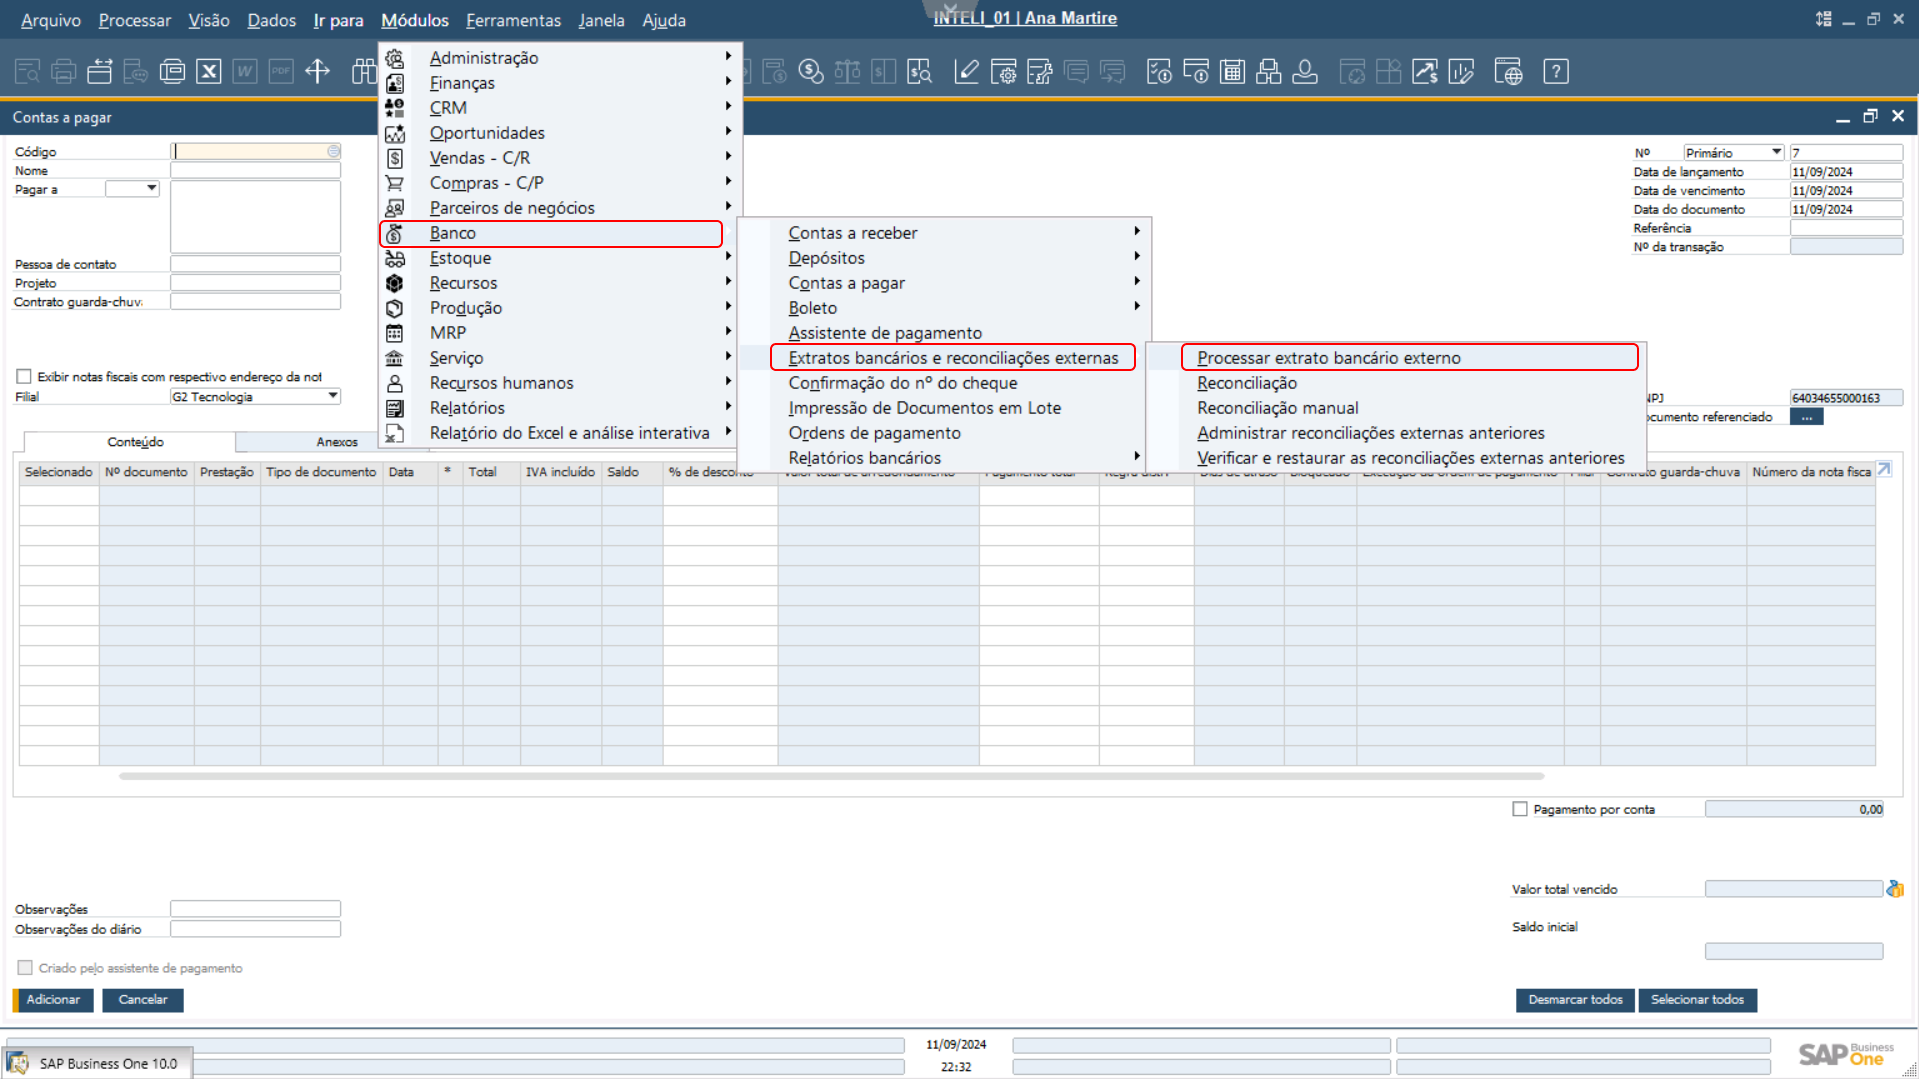 Arquivo Processar Visão Dados Ir para Módulos Ferramentas Janela Ajuda
INTELI_01 | Ana Martire
Contas a pagar
Código
Nome
Pagar a
Pessoa de contato
Projeto
Contrato guarda-chuv
Exibir notas fiscais com respectivo endereço da not
Filial G2 Tecnologia
Nº Primário 7
Data de lançamento 11/09/2024
Data de vencimento 11/09/2024
Data do documento 11/09/2024
Referência
Nº da transação
Administração
Finanças
CRM
Oportunidades
Vendas - C/R
Compras - C/P
Parceiros de negócios
Banco
Estoque
Recursos
Produção
MRP
Serviço
Recursos humanos
Relatórios
Relatório do Excel e análise interativa
Contas a receber
Depósitos
Contas a pagar
Boleto
Assistente de pagamento
Extratos bancários e reconciliações externas
Confirmação do nº do cheque
Impressão de Documentos em Lote
Ordens de pagamento
Relatórios bancários
Processar extrato bancário externo
Reconciliação
Reconciliação manual
Administrar reconciliações externas anteriores
Verificar e restaurar as reconciliações externas anteriores
NPJ 64034655000163
ocumento referenciado ...
Conteúdo Anexos
Selecionado Nº documento Prestação Tipo de documento Data * Total IVA incluído Saldo % de desconto guarda-chuva Número da nota fisca
Pagamento por conta 0,00
Valor total vencido
Saldo inicial
Observações
Observações do diário
Criado pelo assistente de pagamento
Adicionar Cancelar
Desmarcar todos Selecionar todos
11/09/2024
22:32
SAP Business One 10.0
SAP Business One